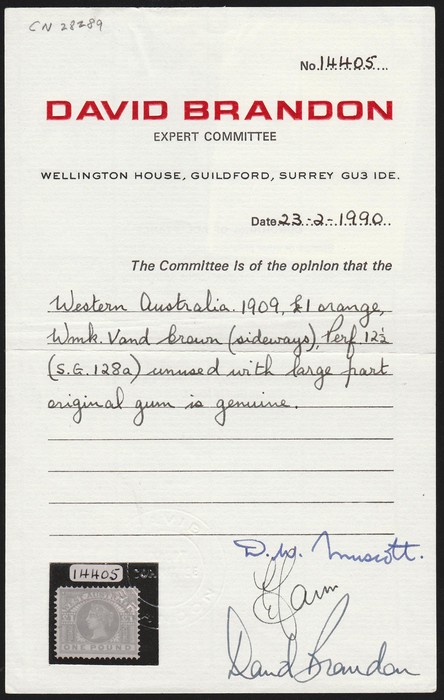 CN 28289
No. 14405
DAVID BRANDON
EXPERT COMMITTEE
WELLINGTON HOUSE, GUILDFORD, SURREY GU3 IDE.
Date 23-2-1990
The Committee is of the opinion that the
Western Australia. 1909, £1 orange,
Wmk. V and Crown (sideways), Perf. 12½
(S.G. 128a) unused with large part
original gum is genuine.
D.W. Muscott.
David Brandon
14405
ONE POUND